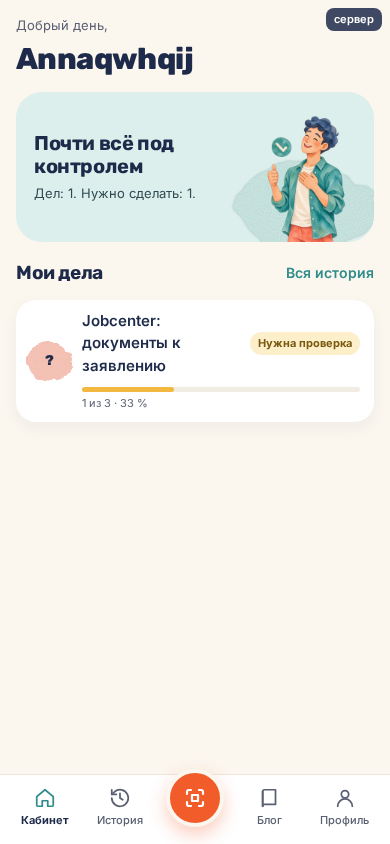 Добрый день,
сервер
Annaqwhqij
Почти всё под
контролем
Дел: 1. Нужно сделать: 1.
Мои дела
Вся история
Jobcenter:
документы к
заявлению
Нужна проверка
?
1 из 3 · 33 %
Кабинет
История
Блог
Профиль